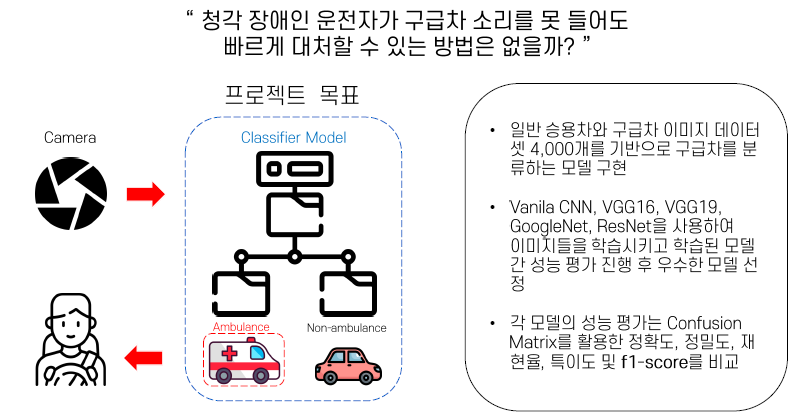 “ 청각 장애인 운전자가 구급차 소리를 못 들어도
빠르게 대처할 수 있는 방법은 없을까? ”
프로젝트 목표
Camera
Classifier Model
Ambulance
Non-ambulance
• 일반 승용차와 구급차 이미지 데이터
셋 4,000개를 기반으로 구급차를 분
류하는 모델 구현
• Vanila CNN, VGG16, VGG19,
GoogleNet, ResNet을 사용하여
이미지들을 학습시키고 학습된 모델
간 성능 평가 진행 후 우수한 모델 선
정
• 각 모델의 성능 평가는 Confusion
Matrix를 활용한 정확도, 정밀도, 재
현율, 특이도 및 f1-score를 비교